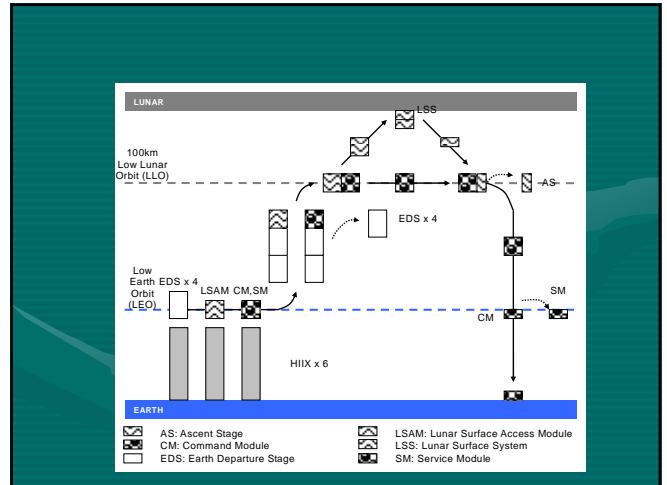 LUNAR
LSS
100km
Low Lunar
Orbit (LLO)
AS
EDS x 4
Low
Earth
Orbit
(LEO)
EDS x 4
LSAM
CM,SM
SM
CM
HIIX x 6
EARTH
AS: Ascent Stage
CM: Command Module
EDS: Earth Departure Stage
LSAM: Lunar Surface Access Module
LSS: Lunar Surface System
SM: Service Module